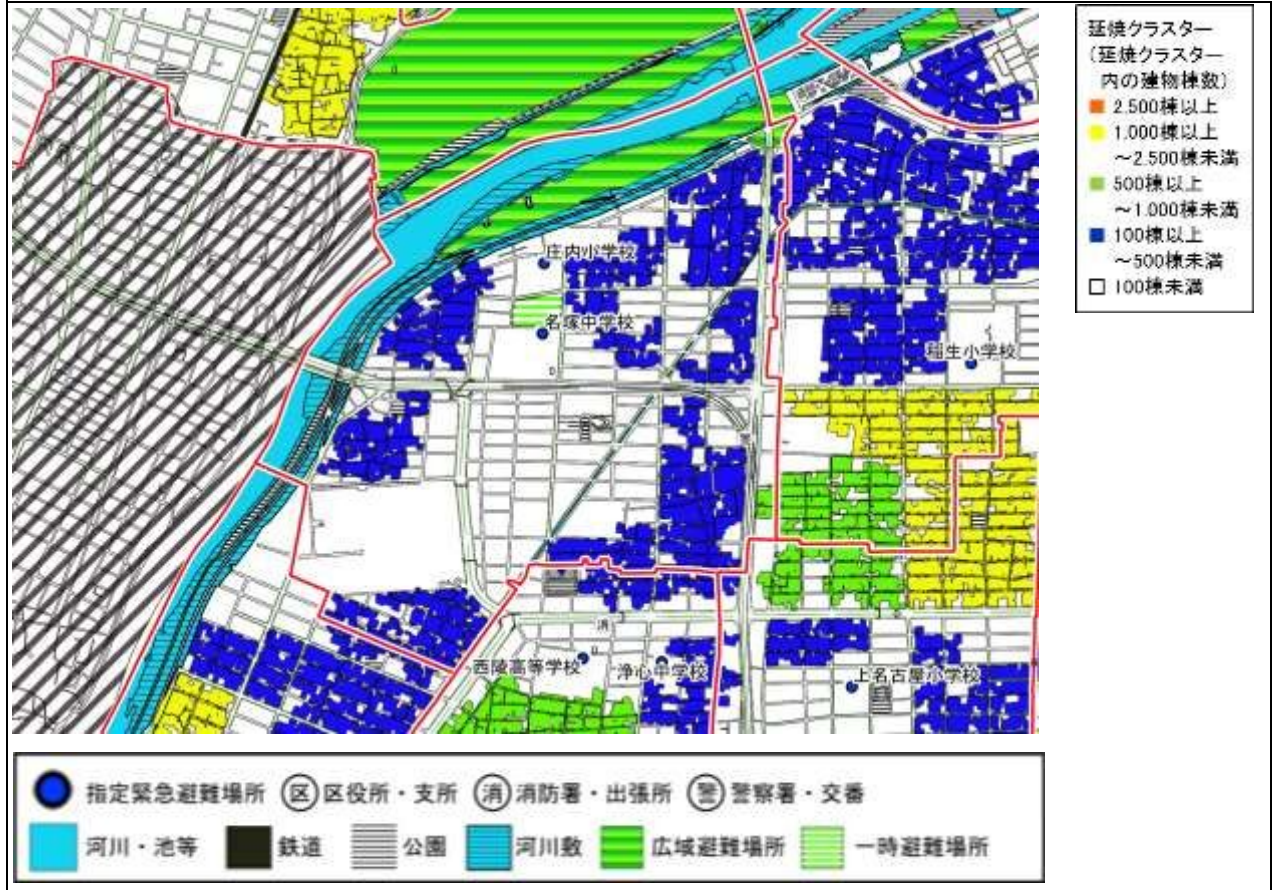 延焼クラスター
(延焼クラスター
内の建物棟数)
2.500棟以上
1.000棟以上
～2.500棟未満
500棟以上
～1.000棟未満
100棟以上
～500棟未満
100棟未満
庄内小学校
名塚中学校
稲生小学校
消
西陵高等学校
浄心中学校
上名古屋小学校
指定緊急避難場所 区 区役所・支所 消 消防署・出張所 警 警察署・交番
河川・池等 鉄道 公園 河川敷 広域避難場所 一時避難場所